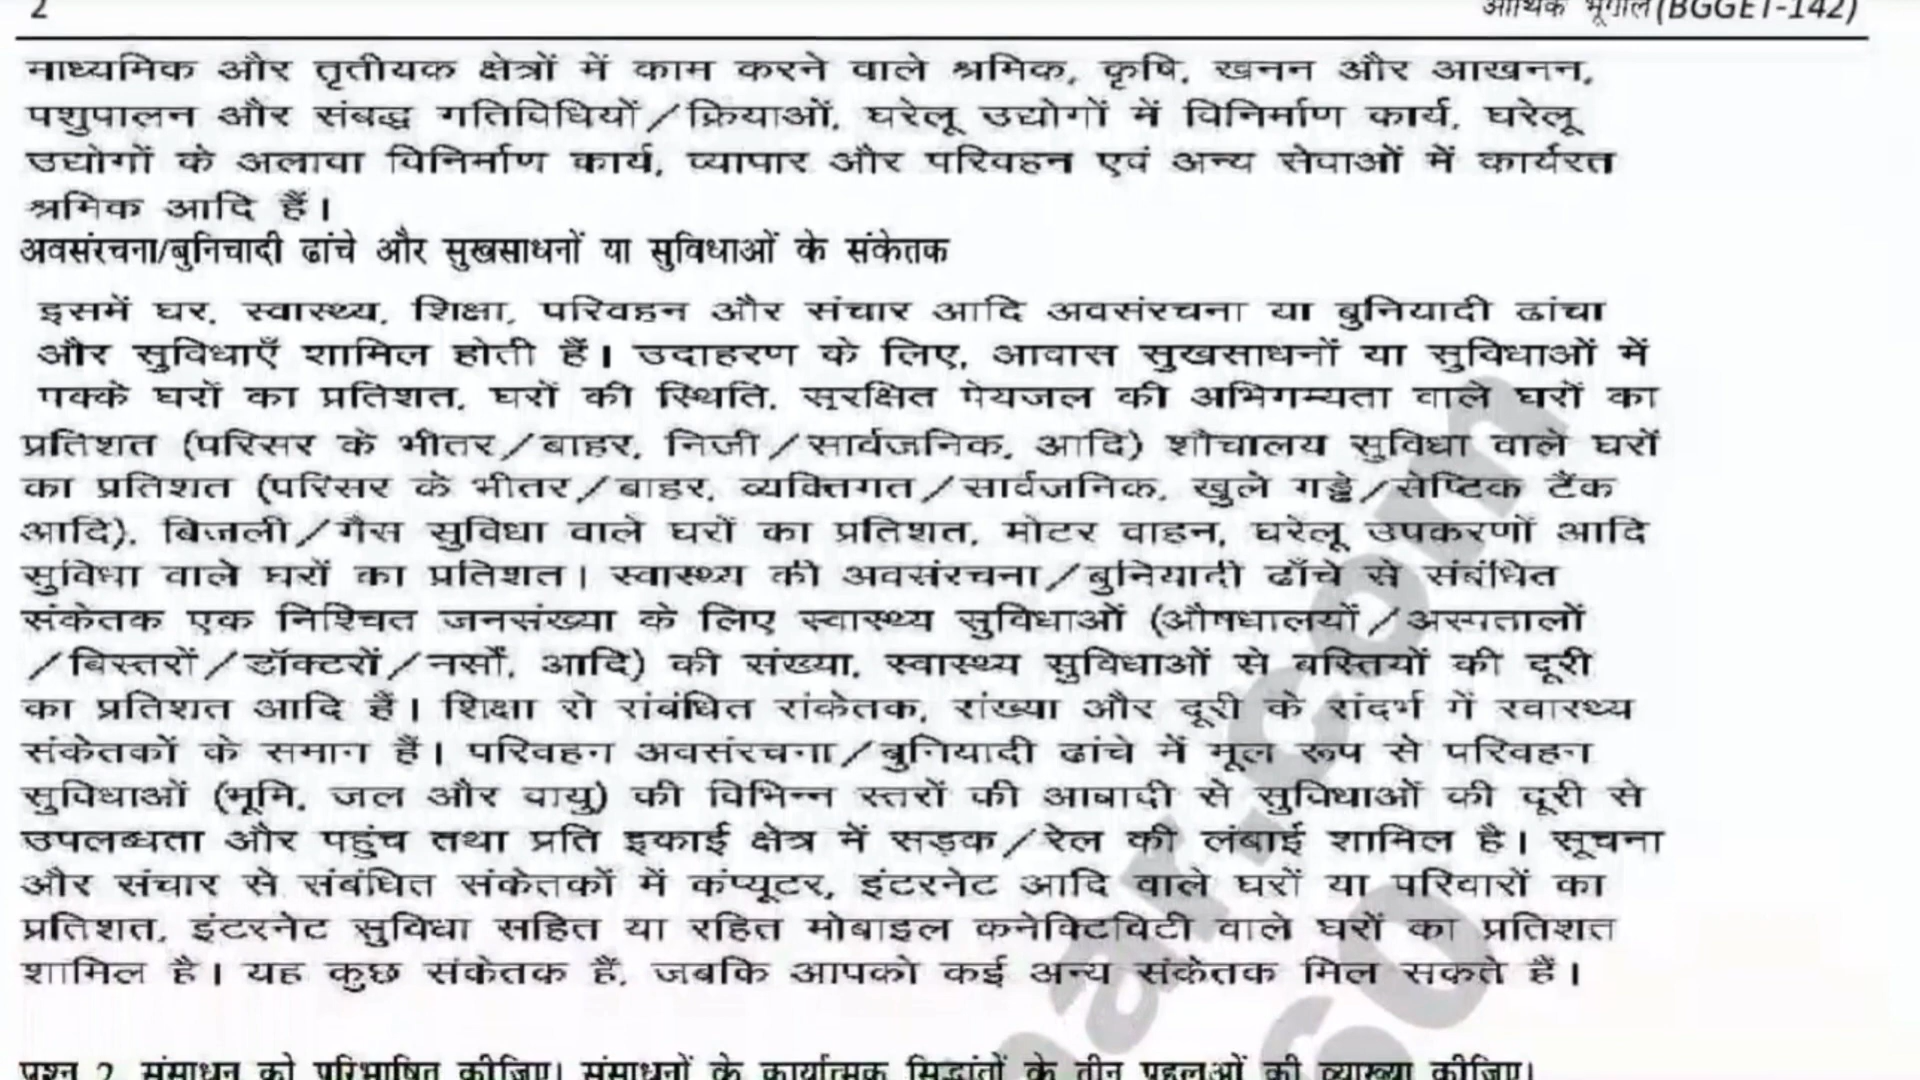 2
आर्थिक भूगोल (BGGET-142)
माध्यमिक और तृतीयक क्षेत्रों में काम करने वाले श्रमिक, कृषि, खनन और आखनन,
पशुपालन और संबद्ध गतिविधियों/क्रियाओं, घरेलू उद्योगों में विनिर्माण कार्य, घरेलू
उद्योगों के अलावा विनिर्माण कार्य, व्यापार और परिवहन एवं अन्य सेवाओं में कार्यरत
श्रमिक आदि हैं।
अवसंरचना/बुनिचादी ढांचे और सुखसाधनों या सुविधाओं के संकेतक
इसमें घर, स्वास्थ्य, शिक्षा, परिवहन और संचार आदि अवसंरचना या बुनियादी ढांचा
और सुविधाएँ शामिल होती हैं। उदाहरण के लिए, आवास सुखसाधनों या सुविधाओं में
पक्के घरों का प्रतिशत, घरों की स्थिति, सुरक्षित पेयजल की अभिगम्यता वाले घरों का
प्रतिशत (परिसर के भीतर/बाहर, निजी/सार्वजनिक, आदि) शौचालय सुविधा वाले घरों
का प्रतिशत (परिसर के भीतर/बाहर, व्यक्तिगत/सार्वजनिक, खुले गड्ढे/सेप्टिक टैंक
आदि), बिजली/गैस सुविधा वाले घरों का प्रतिशत, मोटर वाहन, घरेलू उपकरणों आदि
सुविधा वाले घरों का प्रतिशत। स्वास्थ्य की अवसंरचना/बुनियादी ढाँचे से संबंधित
संकेतक एक निश्चित जनसंख्या के लिए स्वास्थ्य सुविधाओं (औषधालयों/अस्पतालों
/बिस्तरों/डॉक्टरों/नर्सों, आदि) की संख्या, स्वास्थ्य सुविधाओं से बस्तियों की दूरी
का प्रतिशत आदि हैं। शिक्षा से संबंधित संकेतक, संख्या और दूरी के संदर्भ में स्वास्थ्य
संकेतकों के समान हैं। परिवहन अवसंरचना/बुनियादी ढांचे में मूल रूप से परिवहन
सुविधाओं (भूमि, जल और वायु) की विभिन्न स्तरों की आबादी से सुविधाओं की दूरी से
उपलब्धता और पहुंच तथा प्रति इकाई क्षेत्र में सड़क/रेल की लंबाई शामिल है। सूचना
और संचार से संबंधित संकेतकों में कंप्यूटर, इंटरनेट आदि वाले घरों या परिवारों का
प्रतिशत, इंटरनेट सुविधा सहित या रहित मोबाइल कनेक्टिविटी वाले घरों का प्रतिशत
शामिल है। यह कुछ संकेतक हैं, जबकि आपको कई अन्य संकेतक मिल सकते हैं।
प्रश्न 2. संसाधन को परिभाषित कीजिए। संसाधनों के कार्यात्मक सिद्धांतों के तीन पहलुओं की व्याख्या कीजिए।